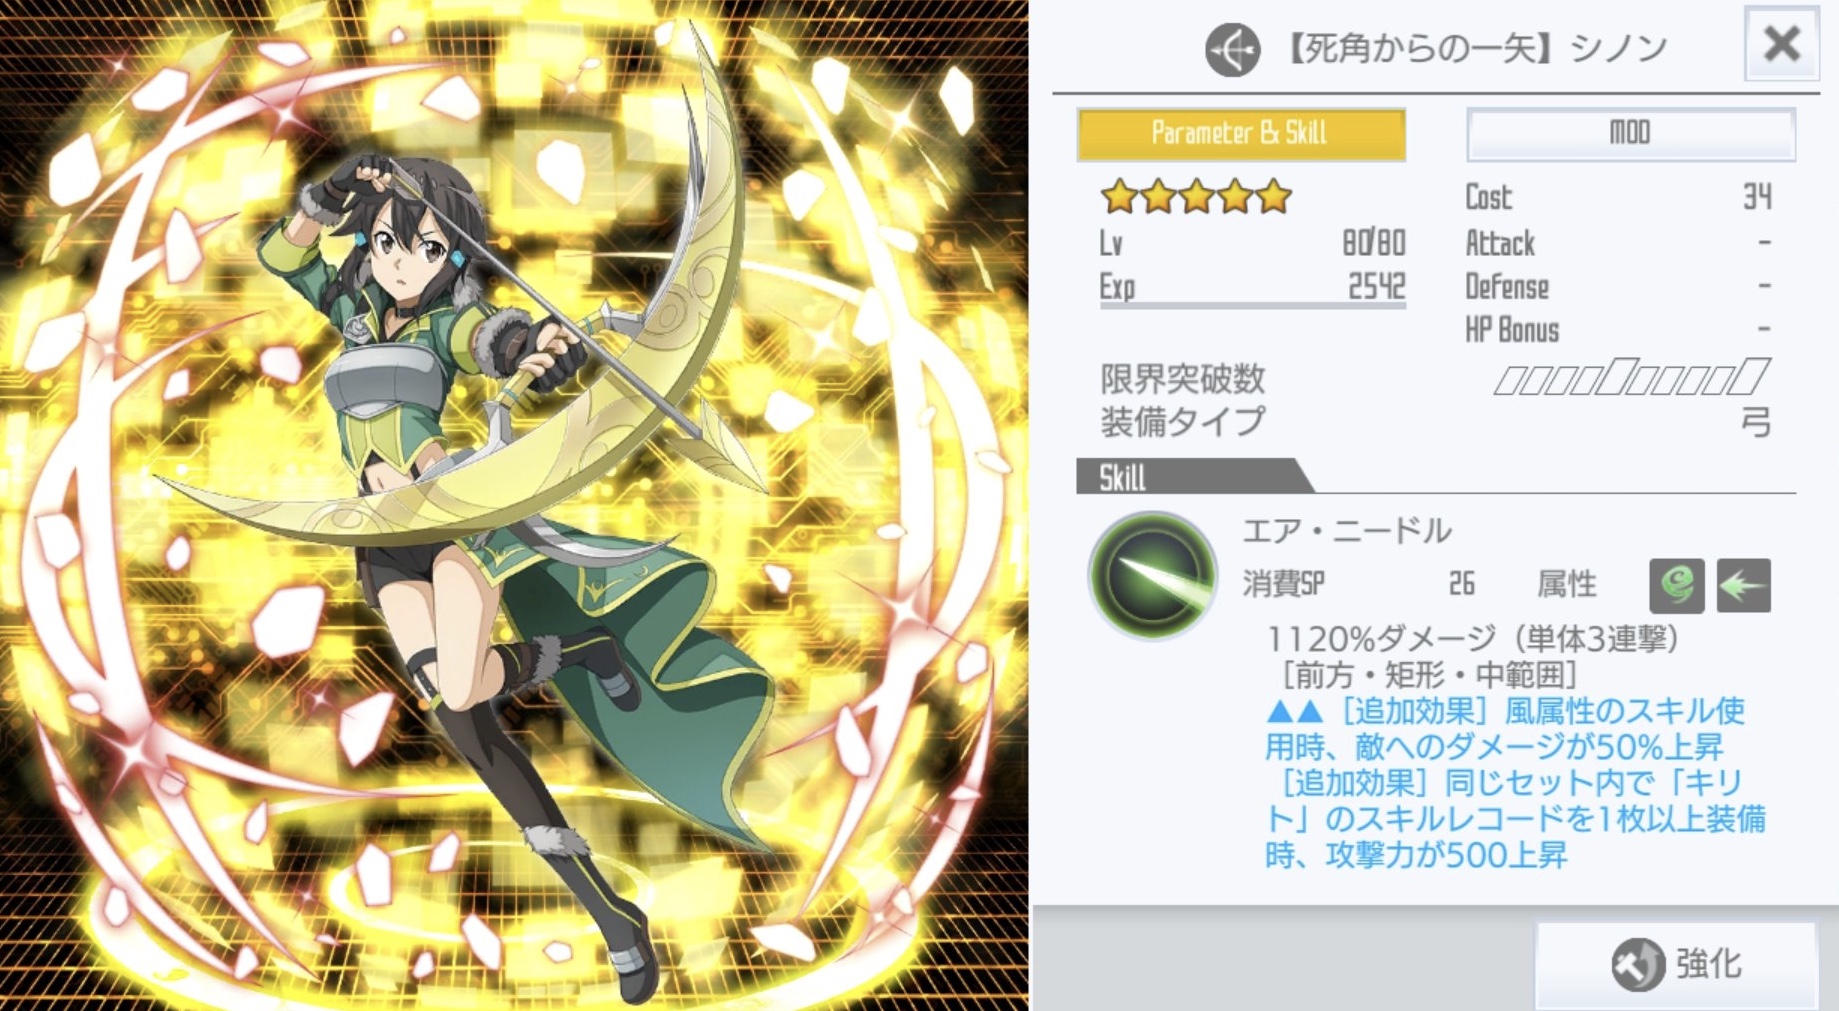 【死角からの一矢】シノン
Parameter & Skill
MOD
Cost 34
Lv 80/80
Attack -
Exp 2542
Defense -
HP Bonus -
限界突破数
装備タイプ 弓
Skill
エア・ニードル
消費SP 26 属性
1120%ダメージ（単体3連撃）
［前方・矩形・中範囲］
▲▲［追加効果］風属性のスキル使
用時、敵へのダメージが50%上昇
［追加効果］同じセット内で「キリ
ト」のスキルレコードを1枚以上装備
時、攻撃力が500上昇
強化